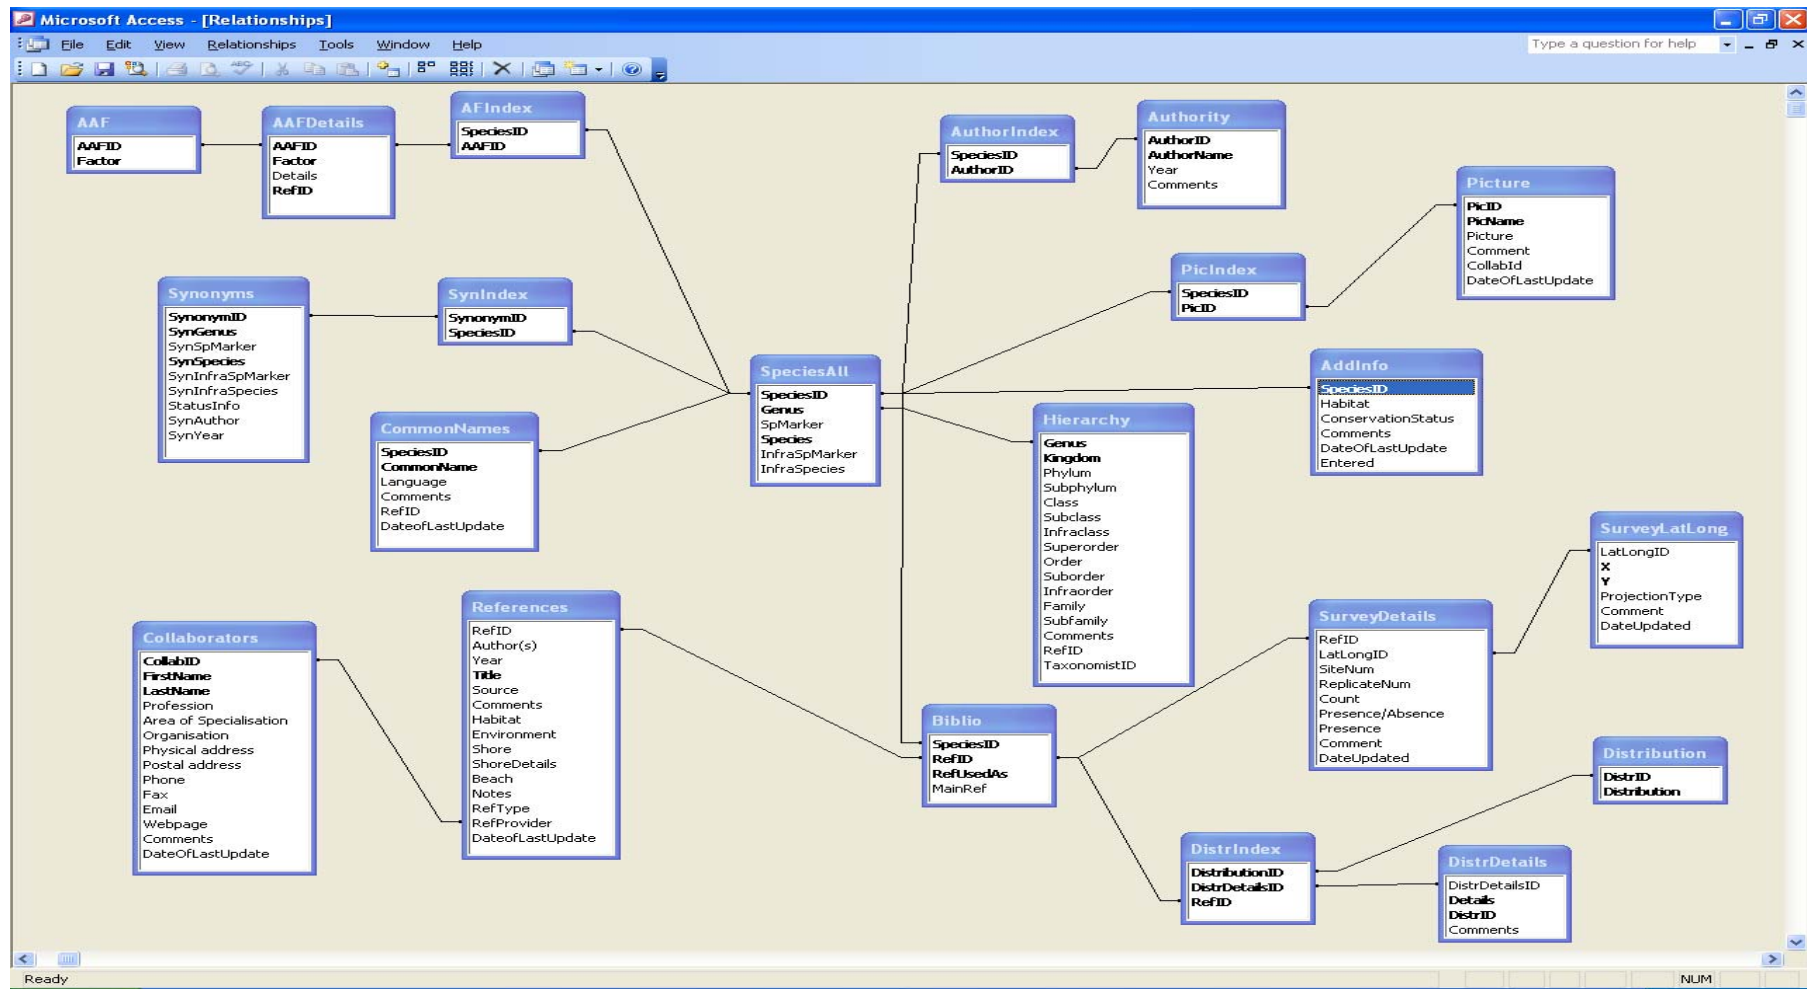 Microsoft Access - [Relationships]
File Edit View Relationships Tools Window Help
Type a question for help
AAF
AAFID
Factor
AAFDetails
AAFID
Factor
Details
RefID
AFIndex
SpeciesID
AAFID
AuthorIndex
SpeciesID
AuthorID
Authority
AuthorID
AuthorName
Year
Comments
Picture
PicID
PicName
Picture
Comment
CollabId
DateOfLastUpdate
Synonyms
SynonymID
SynGenus
SynSpMarker
SynSpecies
SynInfraSpMarker
SynInfraSpecies
StatusInfo
SynAuthor
SynYear
SynIndex
SynonymID
SpeciesID
PicIndex
SpeciesID
PicID
SpeciesAll
SpeciesID
Genus
SpMarker
Species
InfraSpMarker
InfraSpecies
AddInfo
SpeciesID
Habitat
ConservationStatus
Comments
DateOfLastUpdate
Entered
CommonNames
SpeciesID
CommonName
Language
Comments
RefID
DateofLastUpdate
Hierarchy
Genus
Kingdom
Phylum
Subphylum
Class
Subclass
Infraclass
Superorder
Order
Suborder
Infraorder
Family
Subfamily
Comments
RefID
TaxonomistID
SurveyLatLong
LatLongID
X
Y
ProjectionType
Comment
DateUpdated
Collaborators
CollabID
FirstName
LastName
Profession
Area of Specialisation
Organisation
Physical address
Postal address
Phone
Fax
Email
Webpage
Comments
DateOfLastUpdate
References
RefID
Author(s)
Year
Title
Source
Comments
Habitat
Environment
Shore
ShoreDetails
Beach
Notes
RefType
RefProvider
DateofLastUpdate
SurveyDetails
RefID
LatLongID
SiteNum
ReplicateNum
Count
Presence/Absence
Presence
Comment
DateUpdated
Biblio
SpeciesID
RefID
RefUsedAs
MainRef
Distribution
DistrID
Distribution
DistrIndex
DistributionID
DistrDetailsID
RefID
DistrDetails
DistrDetailsID
Details
DistrID
Comments
Ready
NUM